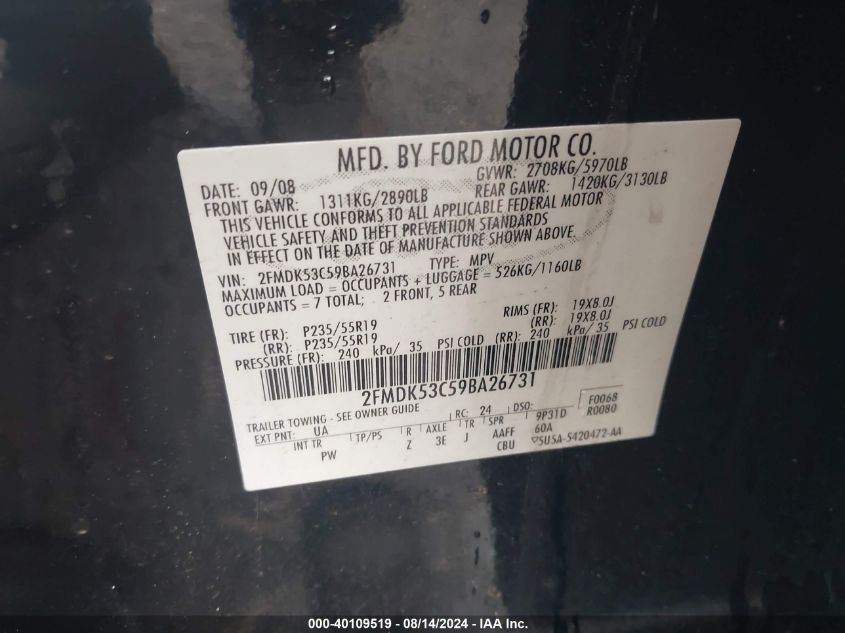 MFD. BY FORD MOTOR CO.
DATE: 09/08 GVWR: 2708KG/5970LB
FRONT GAWR: 1311KG/2890LB REAR GAWR: 1420KG/3130LB
THIS VEHICLE CONFORMS TO ALL APPLICABLE FEDERAL MOTOR
VEHICLE SAFETY AND THEFT PREVENTION STANDARDS
IN EFFECT ON THE DATE OF MANUFACTURE SHOWN ABOVE.
VIN: 2FMDK53C59BA26731 TYPE: MPV
MAXIMUM LOAD = OCCUPANTS + LUGGAGE = 526KG/1160LB
OCCUPANTS = 7 TOTAL; 2 FRONT, 5 REAR
TIRE (FR): P235/55R19 RIMS (FR): 19X8.0J
(RR): P235/55R19 (RR): 19X8.0J
PRESSURE (FR): 240 kPa/ 35 PSI COLD (RR): 240 kPa/ 35 PSI COLD
2FMDK53C59BA26731
TRAILER TOWING - SEE OWNER GUIDE
EXT PNT: UA RC: 24 DSO: 9P31D F0068
R0080
INT TR TP/PS R AXLE TR SPR 60A
PW Z 3E J AAFF
CBU 5U5A-5420472-AA
000-40109519 - 08/14/2024 - IAA Inc.